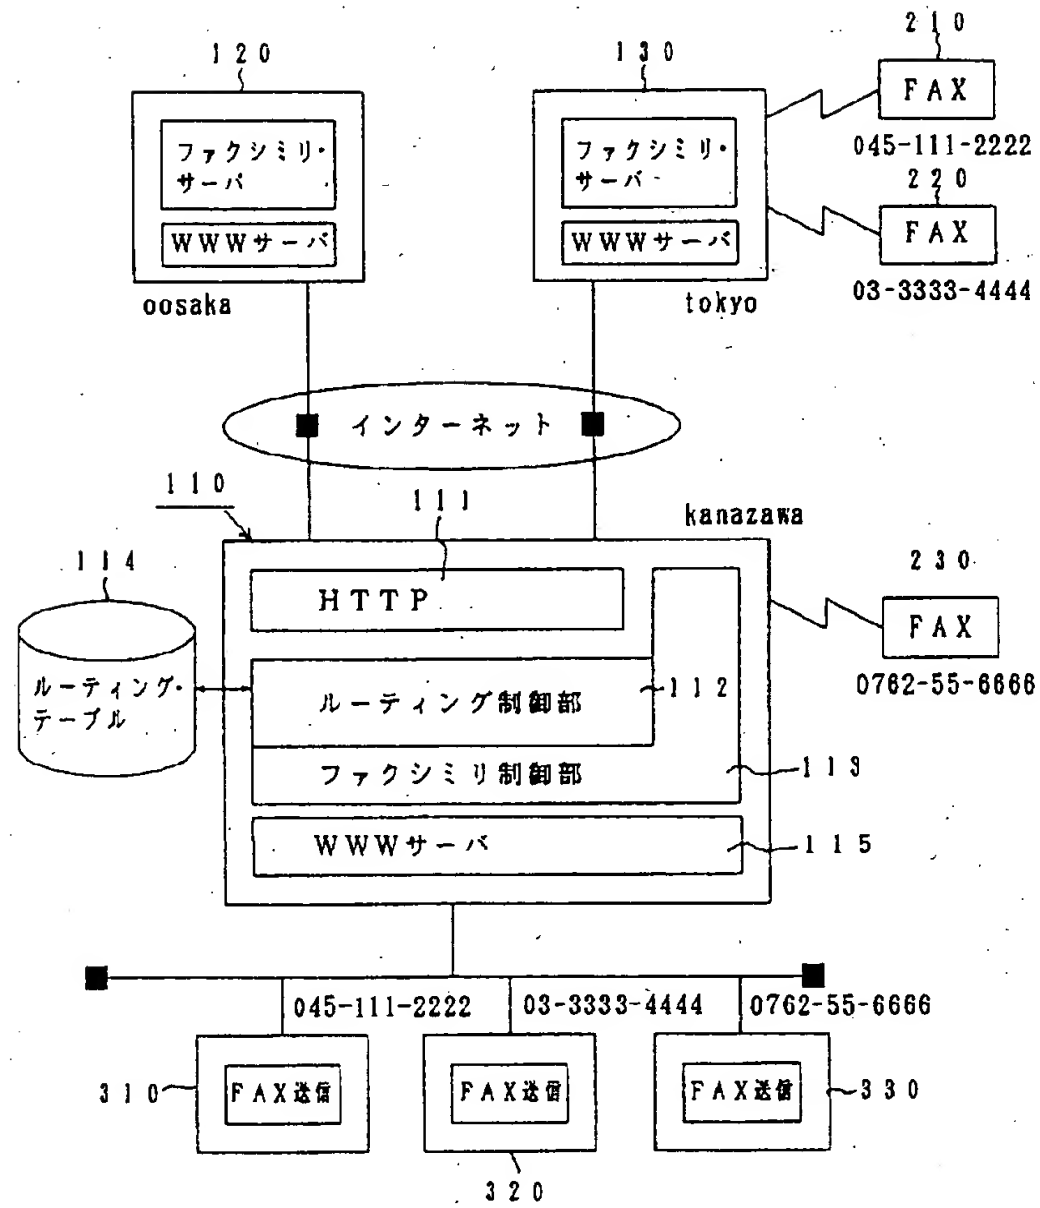 120
130
210
FAX
045-111-2222
ファクシミリ・
サーバ
WWWサーバ
oosaka
ファクシミリ・
サーバ
WWWサーバ
tokyo
220
FAX
03-3333-4444
インターネット
110
111
kanazawa
114
HTTP
230
FAX
0762-55-6666
ルーティング・
テーブル
ルーティング制御部
112
ファクシミリ制御部
113
WWWサーバ
115
045-111-2222
03-3333-4444
0762-55-6666
310
FAX送信
FAX送信
FAX送信
330
320